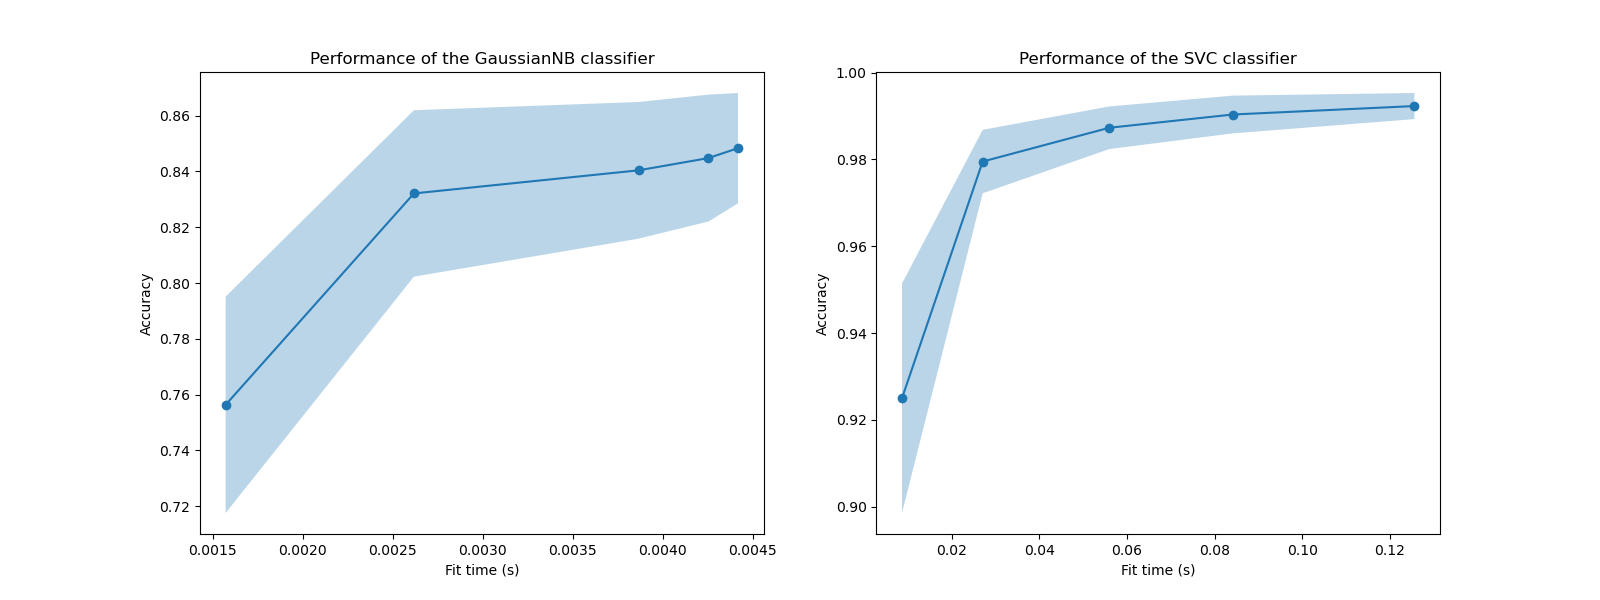 Performance of the GaussianNB classifier
0.86
0.84
0.82
0.80
0.78
0.76
0.74
0.72
Accuracy
0.0015 0.0020 0.0025 0.0030 0.0035 0.0040 0.0045
Fit time (s)
Performance of the SVC classifier
1.00
0.98
0.96
0.94
0.92
0.90
Accuracy
0.02 0.04 0.06 0.08 0.10 0.12
Fit time (s)